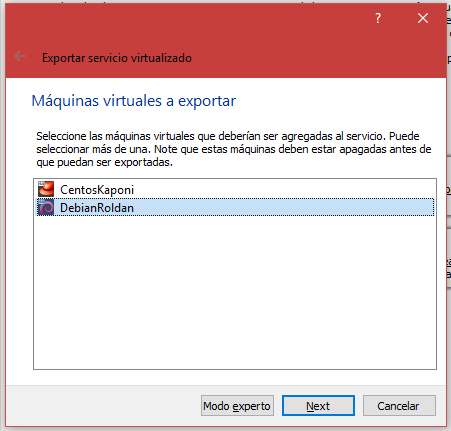 ?
Exportar servicio virtualizado
Máquinas virtuales a exportar
Seleccione las máquinas virtuales que deberían ser agregadas al servicio. Puede
seleccionar más de una. Note que estas máquinas deben estar apagadas antes de
que puedan ser exportadas.
CentosKaponi
DebianRoldan
Modo experto
Next
Cancelar